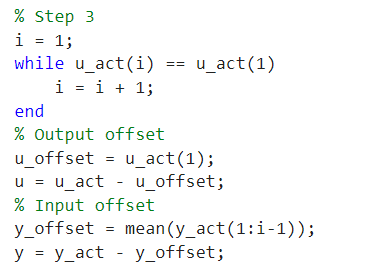 % Step 3
i = 1;
while u_act(i) == u_act(1)
    i = i + 1;
end
% Output offset
u_offset = u_act(1);
u = u_act - u_offset;
% Input offset
y_offset = mean(y_act(1:i-1));
y = y_act - y_offset;